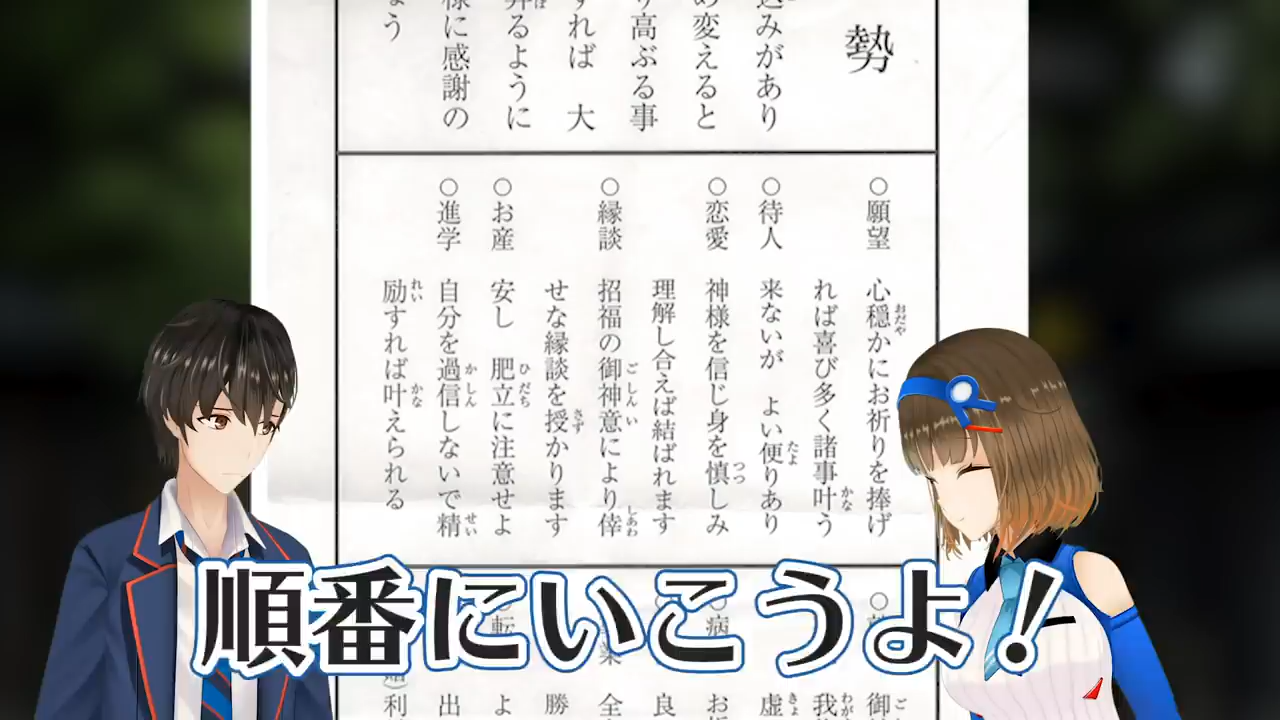 勢
込みがあり
め変えると
り高ぶる事
すれば 大
昇るように
様に感謝の
ょう
○願望 心穏かにお祈りを捧げ
れば喜び多く諸事叶う
○待人 来ないが よい便りあり
○恋愛 神様を信じ身を慎しみ
理解し合えば結ばれます
○縁談 招福の御神意により倖
せな縁談を授かります
○お産 安し 肥立に注意せよ
○進学 自分を過信しないで精
励すれば叶えられる
順番にいこうよ！